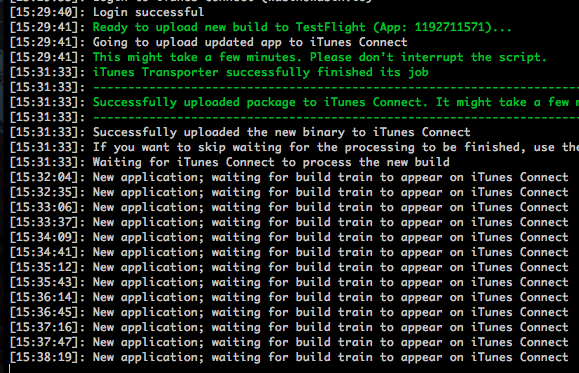 [15:29:40]: Login successful
[15:29:41]: Ready to upload new build to TestFlight (App: 1192711571)...
[15:29:41]: Going to upload updated app to iTunes Connect
[15:29:41]: This might take a few minutes. Please don't interrupt the script.
[15:31:33]: iTunes Transporter successfully finished its job
[15:31:33]: ------------------------------------------------------------------
[15:31:33]: Successfully uploaded package to iTunes Connect. It might take a few m
[15:31:33]: ------------------------------------------------------------------
[15:31:33]: Successfully uploaded the new binary to iTunes Connect
[15:31:33]: If you want to skip waiting for the processing to be finished, use the
[15:31:33]: Waiting for iTunes Connect to process the new build
[15:32:04]: New application; waiting for build train to appear on iTunes Connect
[15:32:35]: New application; waiting for build train to appear on iTunes Connect
[15:33:06]: New application; waiting for build train to appear on iTunes Connect
[15:33:37]: New application; waiting for build train to appear on iTunes Connect
[15:34:09]: New application; waiting for build train to appear on iTunes Connect
[15:34:41]: New application; waiting for build train to appear on iTunes Connect
[15:35:12]: New application; waiting for build train to appear on iTunes Connect
[15:35:43]: New application; waiting for build train to appear on iTunes Connect
[15:36:14]: New application; waiting for build train to appear on iTunes Connect
[15:36:45]: New application; waiting for build train to appear on iTunes Connect
[15:37:16]: New application; waiting for build train to appear on iTunes Connect
[15:37:47]: New application; waiting for build train to appear on iTunes Connect
[15:38:19]: New application; waiting for build train to appear on iTunes Connect